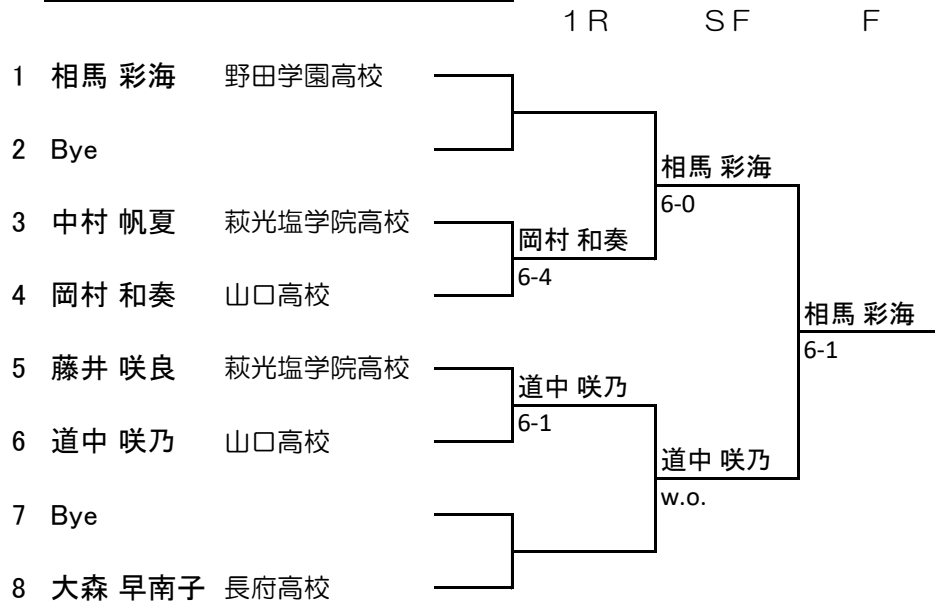 １Ｒ ＳＦ Ｆ
1 相馬 彩海 野田学園高校
2 Bye
相馬 彩海
6-0
3 中村 帆夏 萩光塩学院高校
岡村 和奏
6-4
4 岡村 和奏 山口高校
相馬 彩海
6-1
5 藤井 咲良 萩光塩学院高校
道中 咲乃
6-1
6 道中 咲乃 山口高校
道中 咲乃
w.o.
7 Bye
8 大森 早南子 長府高校